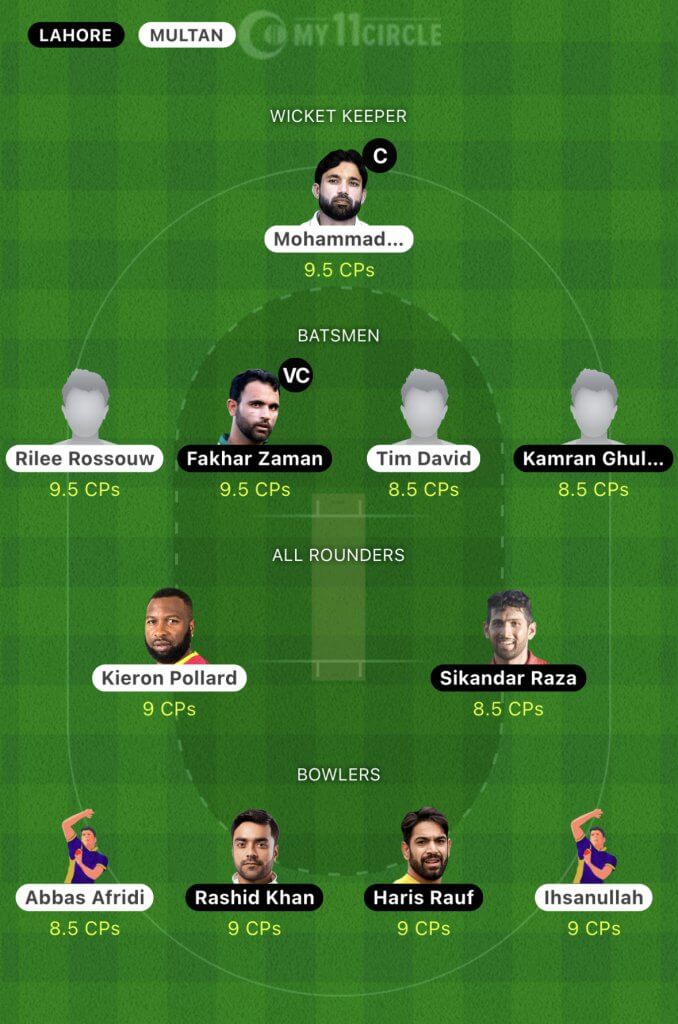 LAHORE MULTAN MY11CIRCLE
WICKET KEEPER
C
Mohammad...
9.5 CPs
BATSMEN
VC
Rilee Rossouw Fakhar Zaman Tim David Kamran Ghul...
9.5 CPs 9.5 CPs 8.5 CPs 8.5 CPs
ALL ROUNDERS
Kieron Pollard Sikandar Raza
9 CPs 8.5 CPs
BOWLERS
Abbas Afridi Rashid Khan Haris Rauf Ihsanullah
8.5 CPs 9 CPs 9 CPs 9 CPs